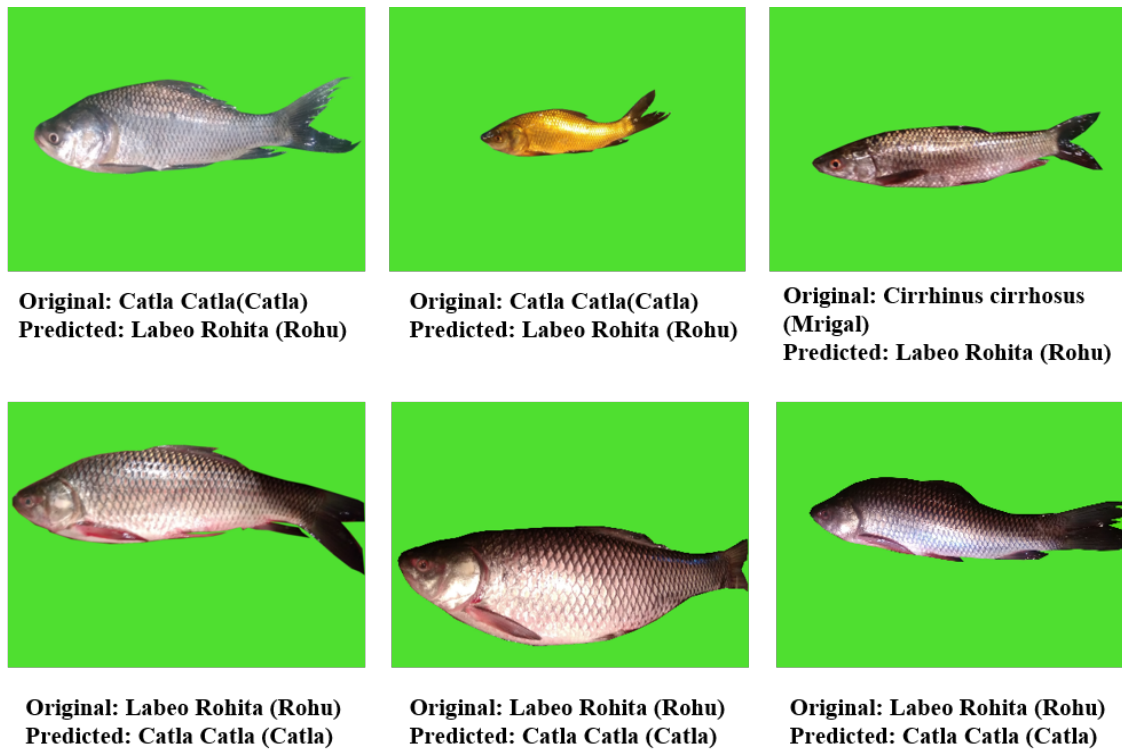 Original: Catla Catla(Catla)
Predicted: Labeo Rohita (Rohu)
Original: Catla Catla(Catla)
Predicted: Labeo Rohita (Rohu)
Original: Cirrhinus cirrhosus
(Mrigal)
Predicted: Labeo Rohita (Rohu)
Original: Labeo Rohita (Rohu)
Predicted: Catla Catla (Catla)
Original: Labeo Rohita (Rohu)
Predicted: Catla Catla (Catla)
Original: Labeo Rohita (Rohu)
Predicted: Catla Catla (Catla)